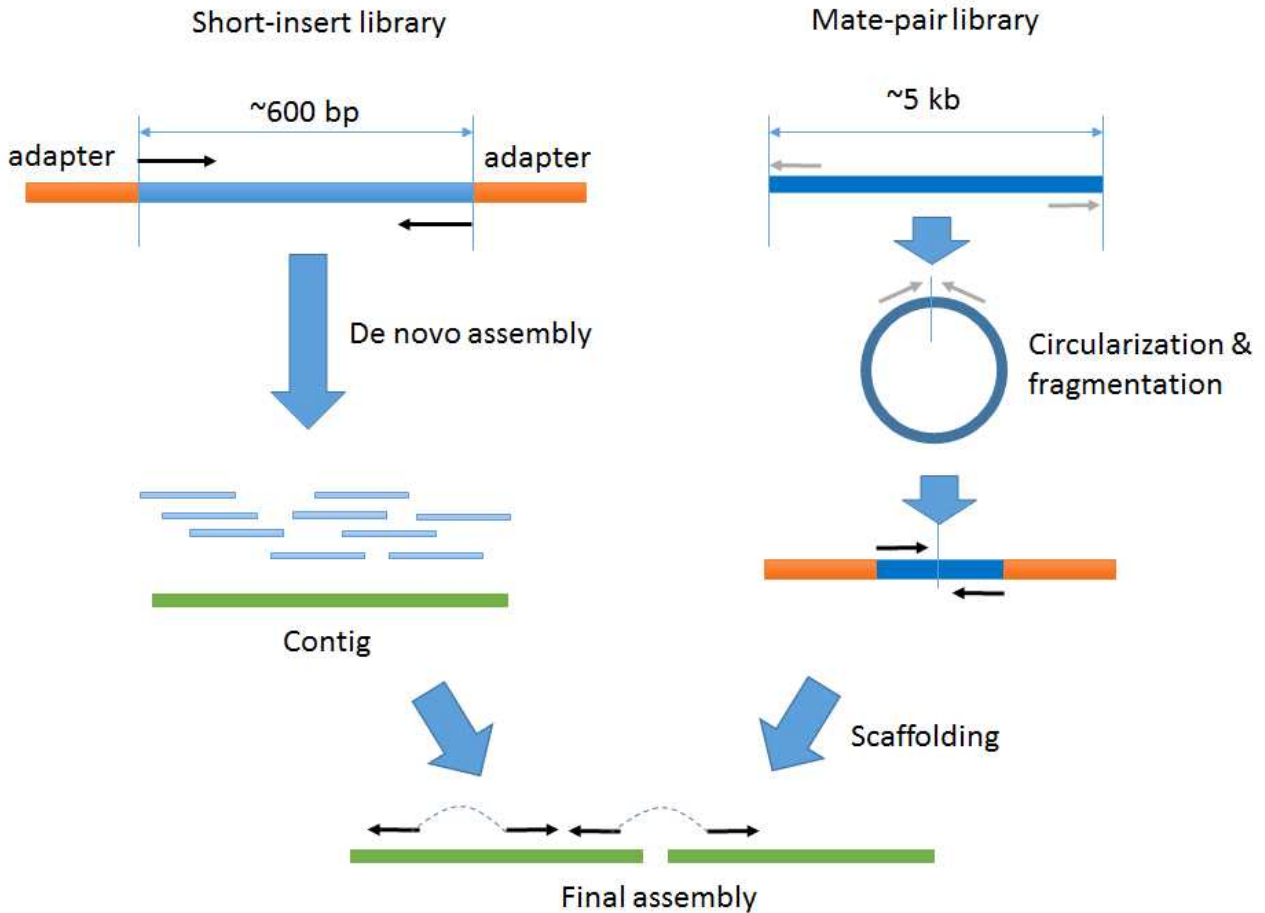 Short-insert library
Mate-pair library
~600 bp
~5 kb
adapter
adapter
De novo assembly
Circularization &
fragmentation
Contig
Scaffolding
Final assembly